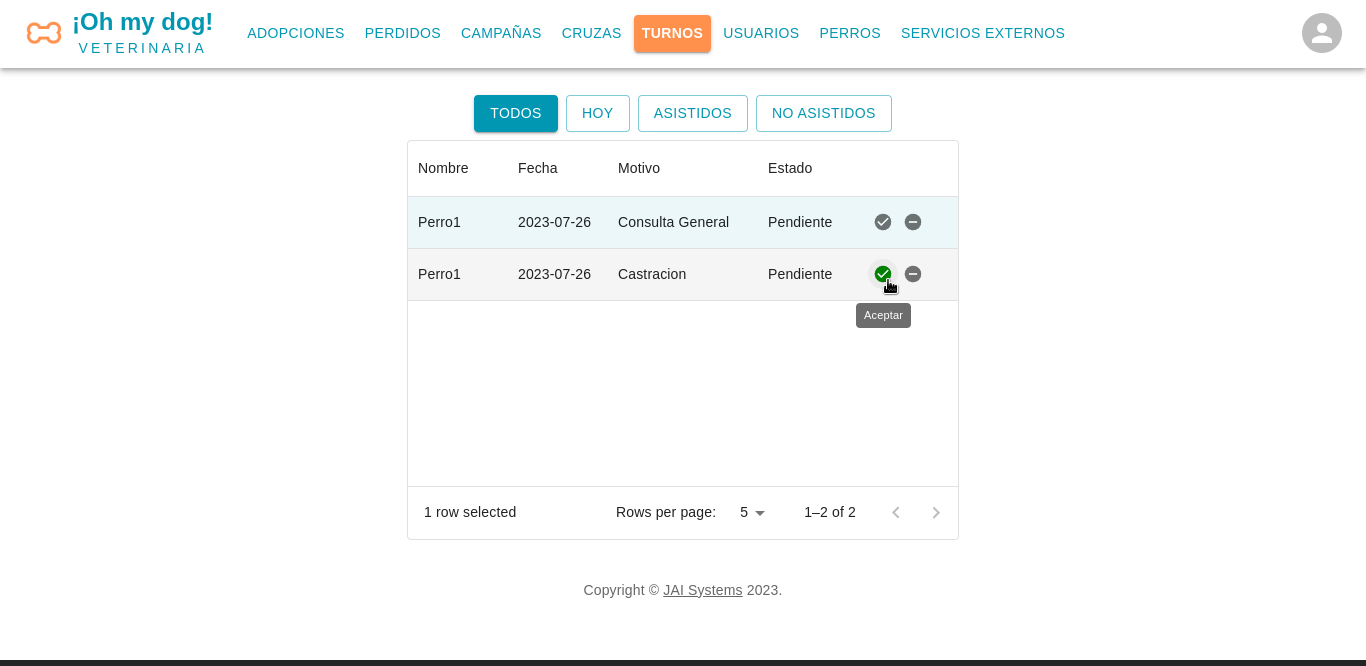 ¡Oh my dog!
VETERINARIA
ADOPCIONES PERDIDOS CAMPAÑAS CRUZAS TURNOS USUARIOS PERROS SERVICIOS EXTERNOS
TODOS HOY ASISTIDOS NO ASISTIDOS
Nombre Fecha Motivo Estado
Perro1 2023-07-26 Consulta General Pendiente
Perro1 2023-07-26 Castracion Pendiente
Aceptar
1 row selected Rows per page: 5 1–2 of 2
Copyright © JAI Systems 2023.